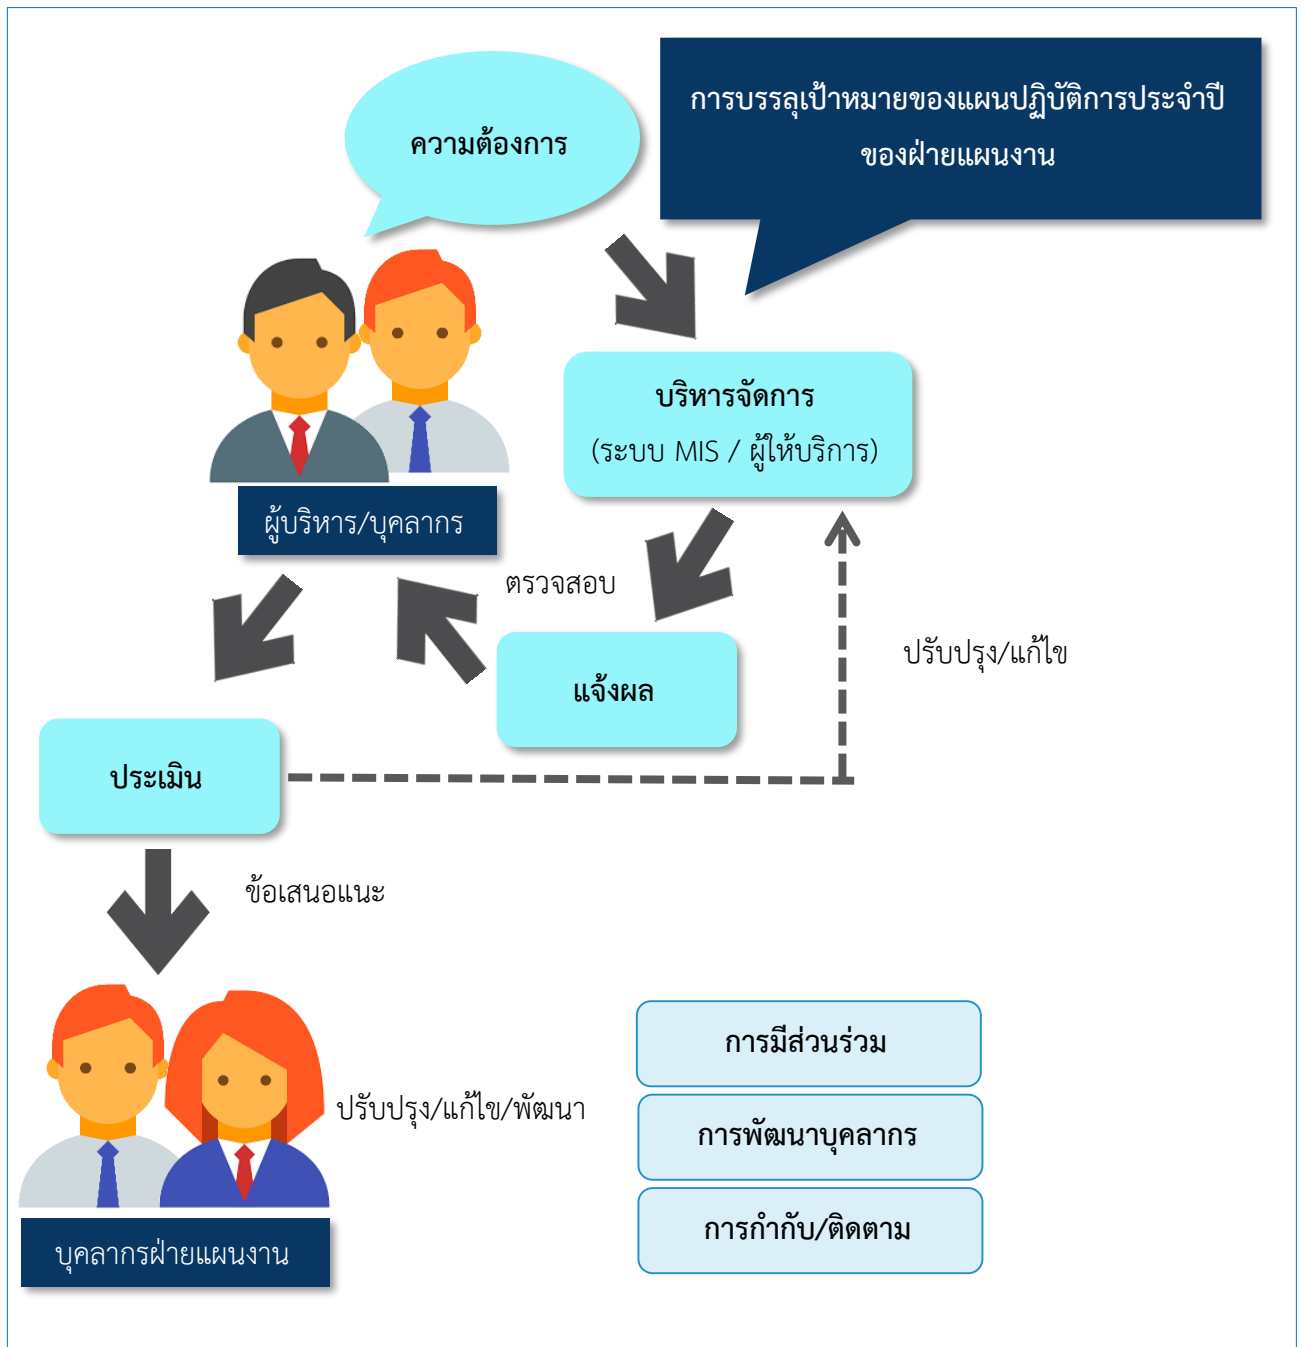 ความต้องการ
การบรรลุเป้าหมายของแผนปฏิบัติการประจำปี
ของฝ่ายแผนงาน
บริหารจัดการ
(ระบบ MIS / ผู้ให้บริการ)
ผู้บริหาร/บุคลากร
ตรวจสอบ
ปรับปรุง/แก้ไข
แจ้งผล
ประเมิน
ข้อเสนอแนะ
ปรับปรุง/แก้ไข/พัฒนา
บุคลากรฝ่ายแผนงาน
การมีส่วนร่วม
การพัฒนาบุคลากร
การกำกับ/ติดตาม